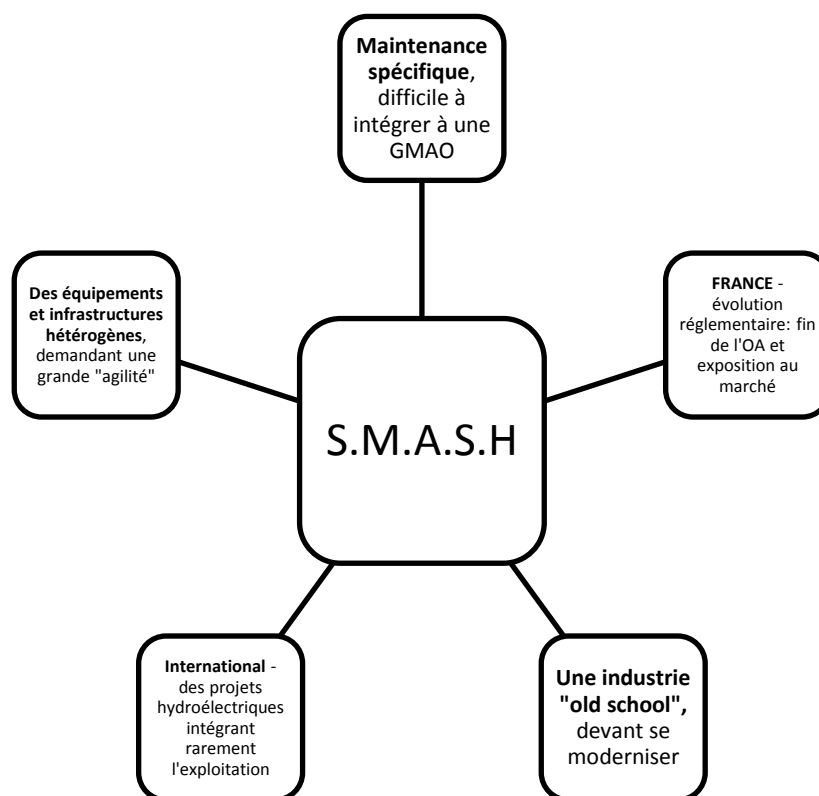 Maintenance
spécifique,
difficile à
intégrer à une
GMAO
Des équipements
et infrastructures
hétérogènes,
demandant une
grande "agilité"
FRANCE -
évolution
réglementaire: fin
de l'OA et
exposition au
marché
S.M.A.S.H
International -
des projets
hydroélectriques
intégrant
rarement
l'exploitation
Une industrie
"old school",
devant se
moderniser